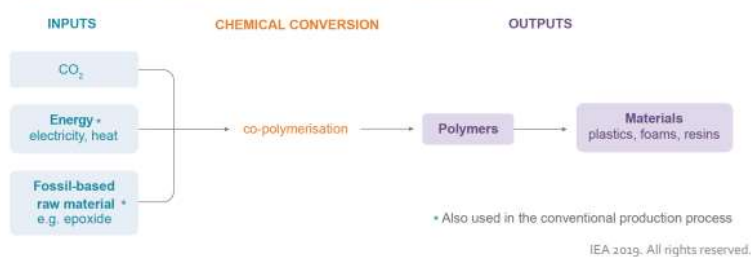 INPUTS
CHEMICAL CONVERSION
OUTPUTS
CO₂
Energy *
electricity, heat
co-polymerisation
Polymers
Materials
plastics, foams, resins
Fossil-based
raw material *
e.g. epoxide
* Also used in the conventional production process
IEA 2019. All rights reserved.